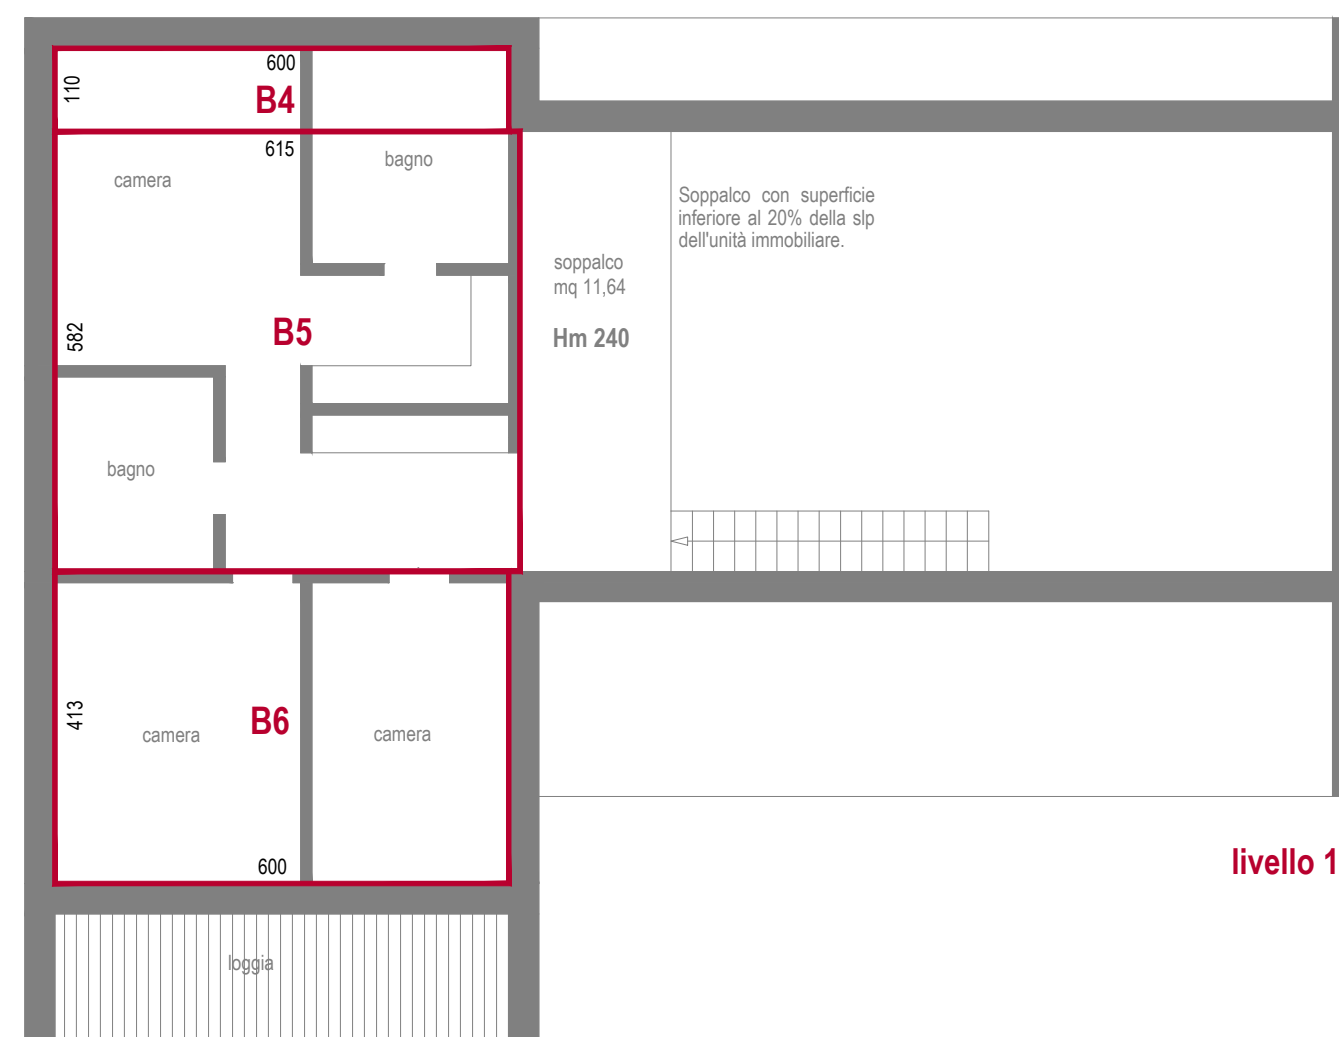 600
110
B4
615
bagno
camera
Soppalco con superficie
inferiore al 20% della slp
dell'unità immobiliare.
soppalco
mq 11,64
Hm 240
582
B5
bagno
413
camera
B6
camera
600
livello 1
loggia